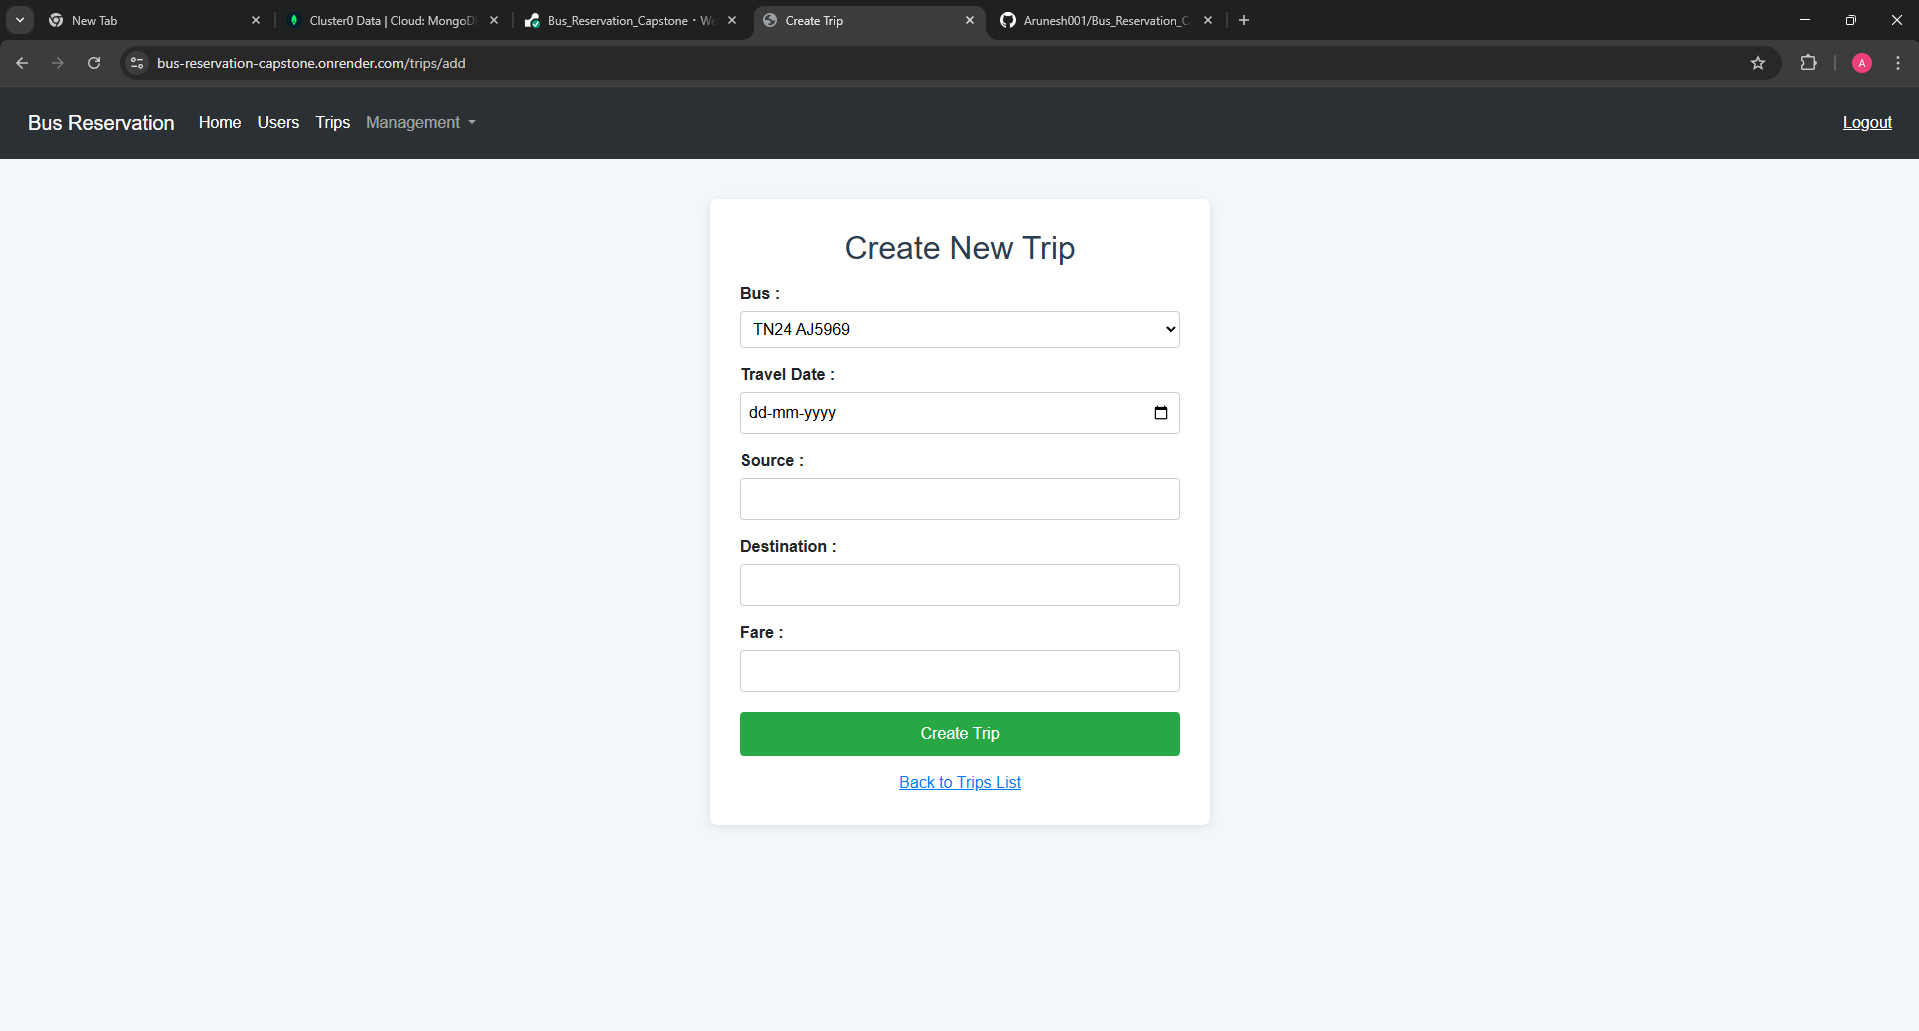 New Tab
Cluster0 Data | Cloud: MongoD
Bus_Reservation_Capstone · We
Create Trip
Arunesh001/Bus_Reservation_C
bus-reservation-capstone.onrender.com/trips/add
A
Bus Reservation Home Users Trips Management Logout
Create New Trip
Bus :
TN24 AJ5969
Travel Date :
dd-mm-yyyy
Source :
Destination :
Fare :
Create Trip
Back to Trips List